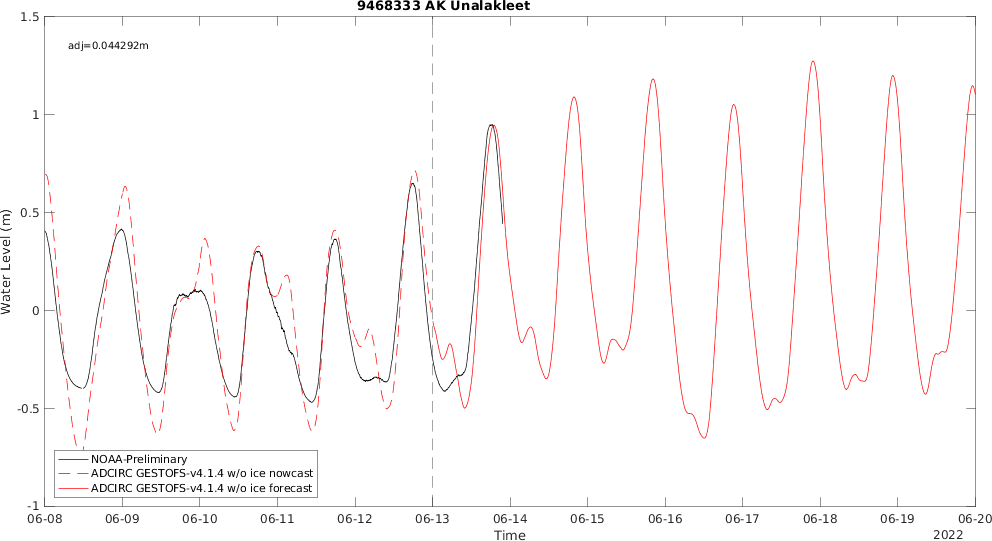 9468333 AK Unalakleet
1.5
adj=0.044292m
1
0.5
0
-0.5
-1
Water Level (m)
NOAA-Preliminary
ADCIRC GESTOFS-v4.1.4 w/o ice nowcast
ADCIRC GESTOFS-v4.1.4 w/o ice forecast
06-08 06-09 06-10 06-11 06-12 06-13 06-14 06-15 06-16 06-17 06-18 06-19 06-20
Time
2022